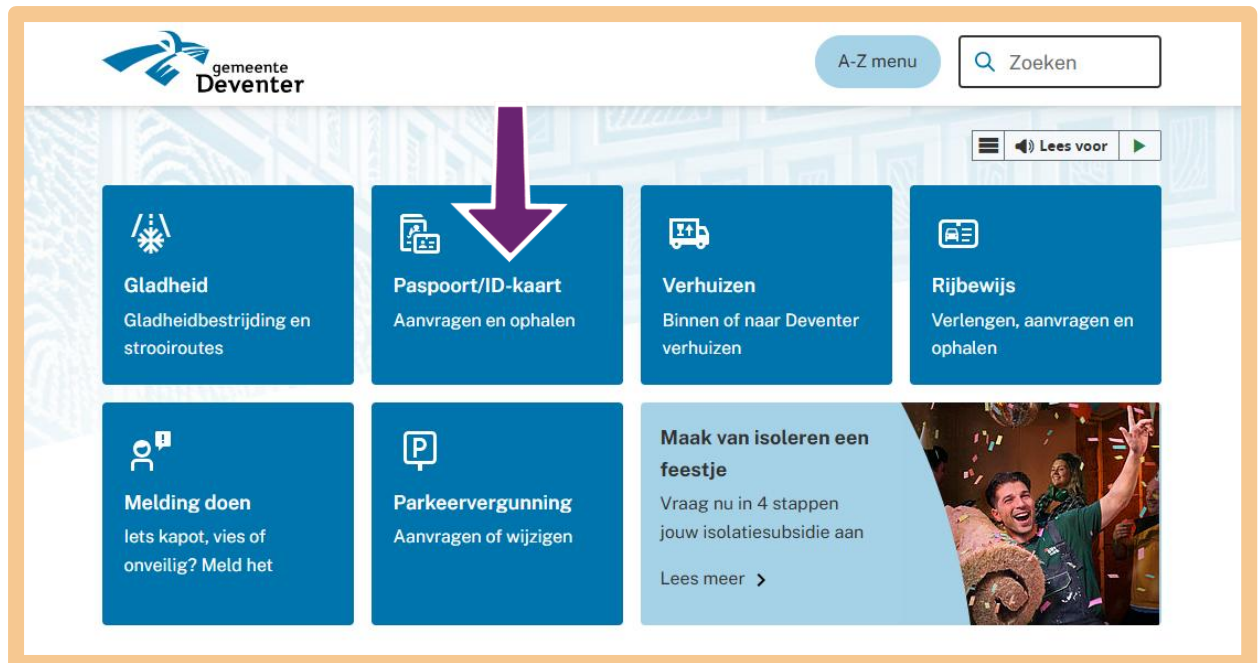 gemeente
Deventer
A-Z menu
Zoeken
Lees voor
Gladheid
Gladheidbestrijding en
strooiroutes
Paspoort/ID-kaart
Aanvragen en ophalen
Verhuizen
Binnen of naar Deventer
verhuizen
Rijbewijs
Verlengen, aanvragen en
ophalen
Melding doen
Iets kapot, vies of
onveilig? Meld het
P
Parkeervergunning
Aanvragen of wijzigen
Maak van isoleren een
feestje
Vraag nu in 4 stappen
jouw isolatiesubsidie aan
Lees meer